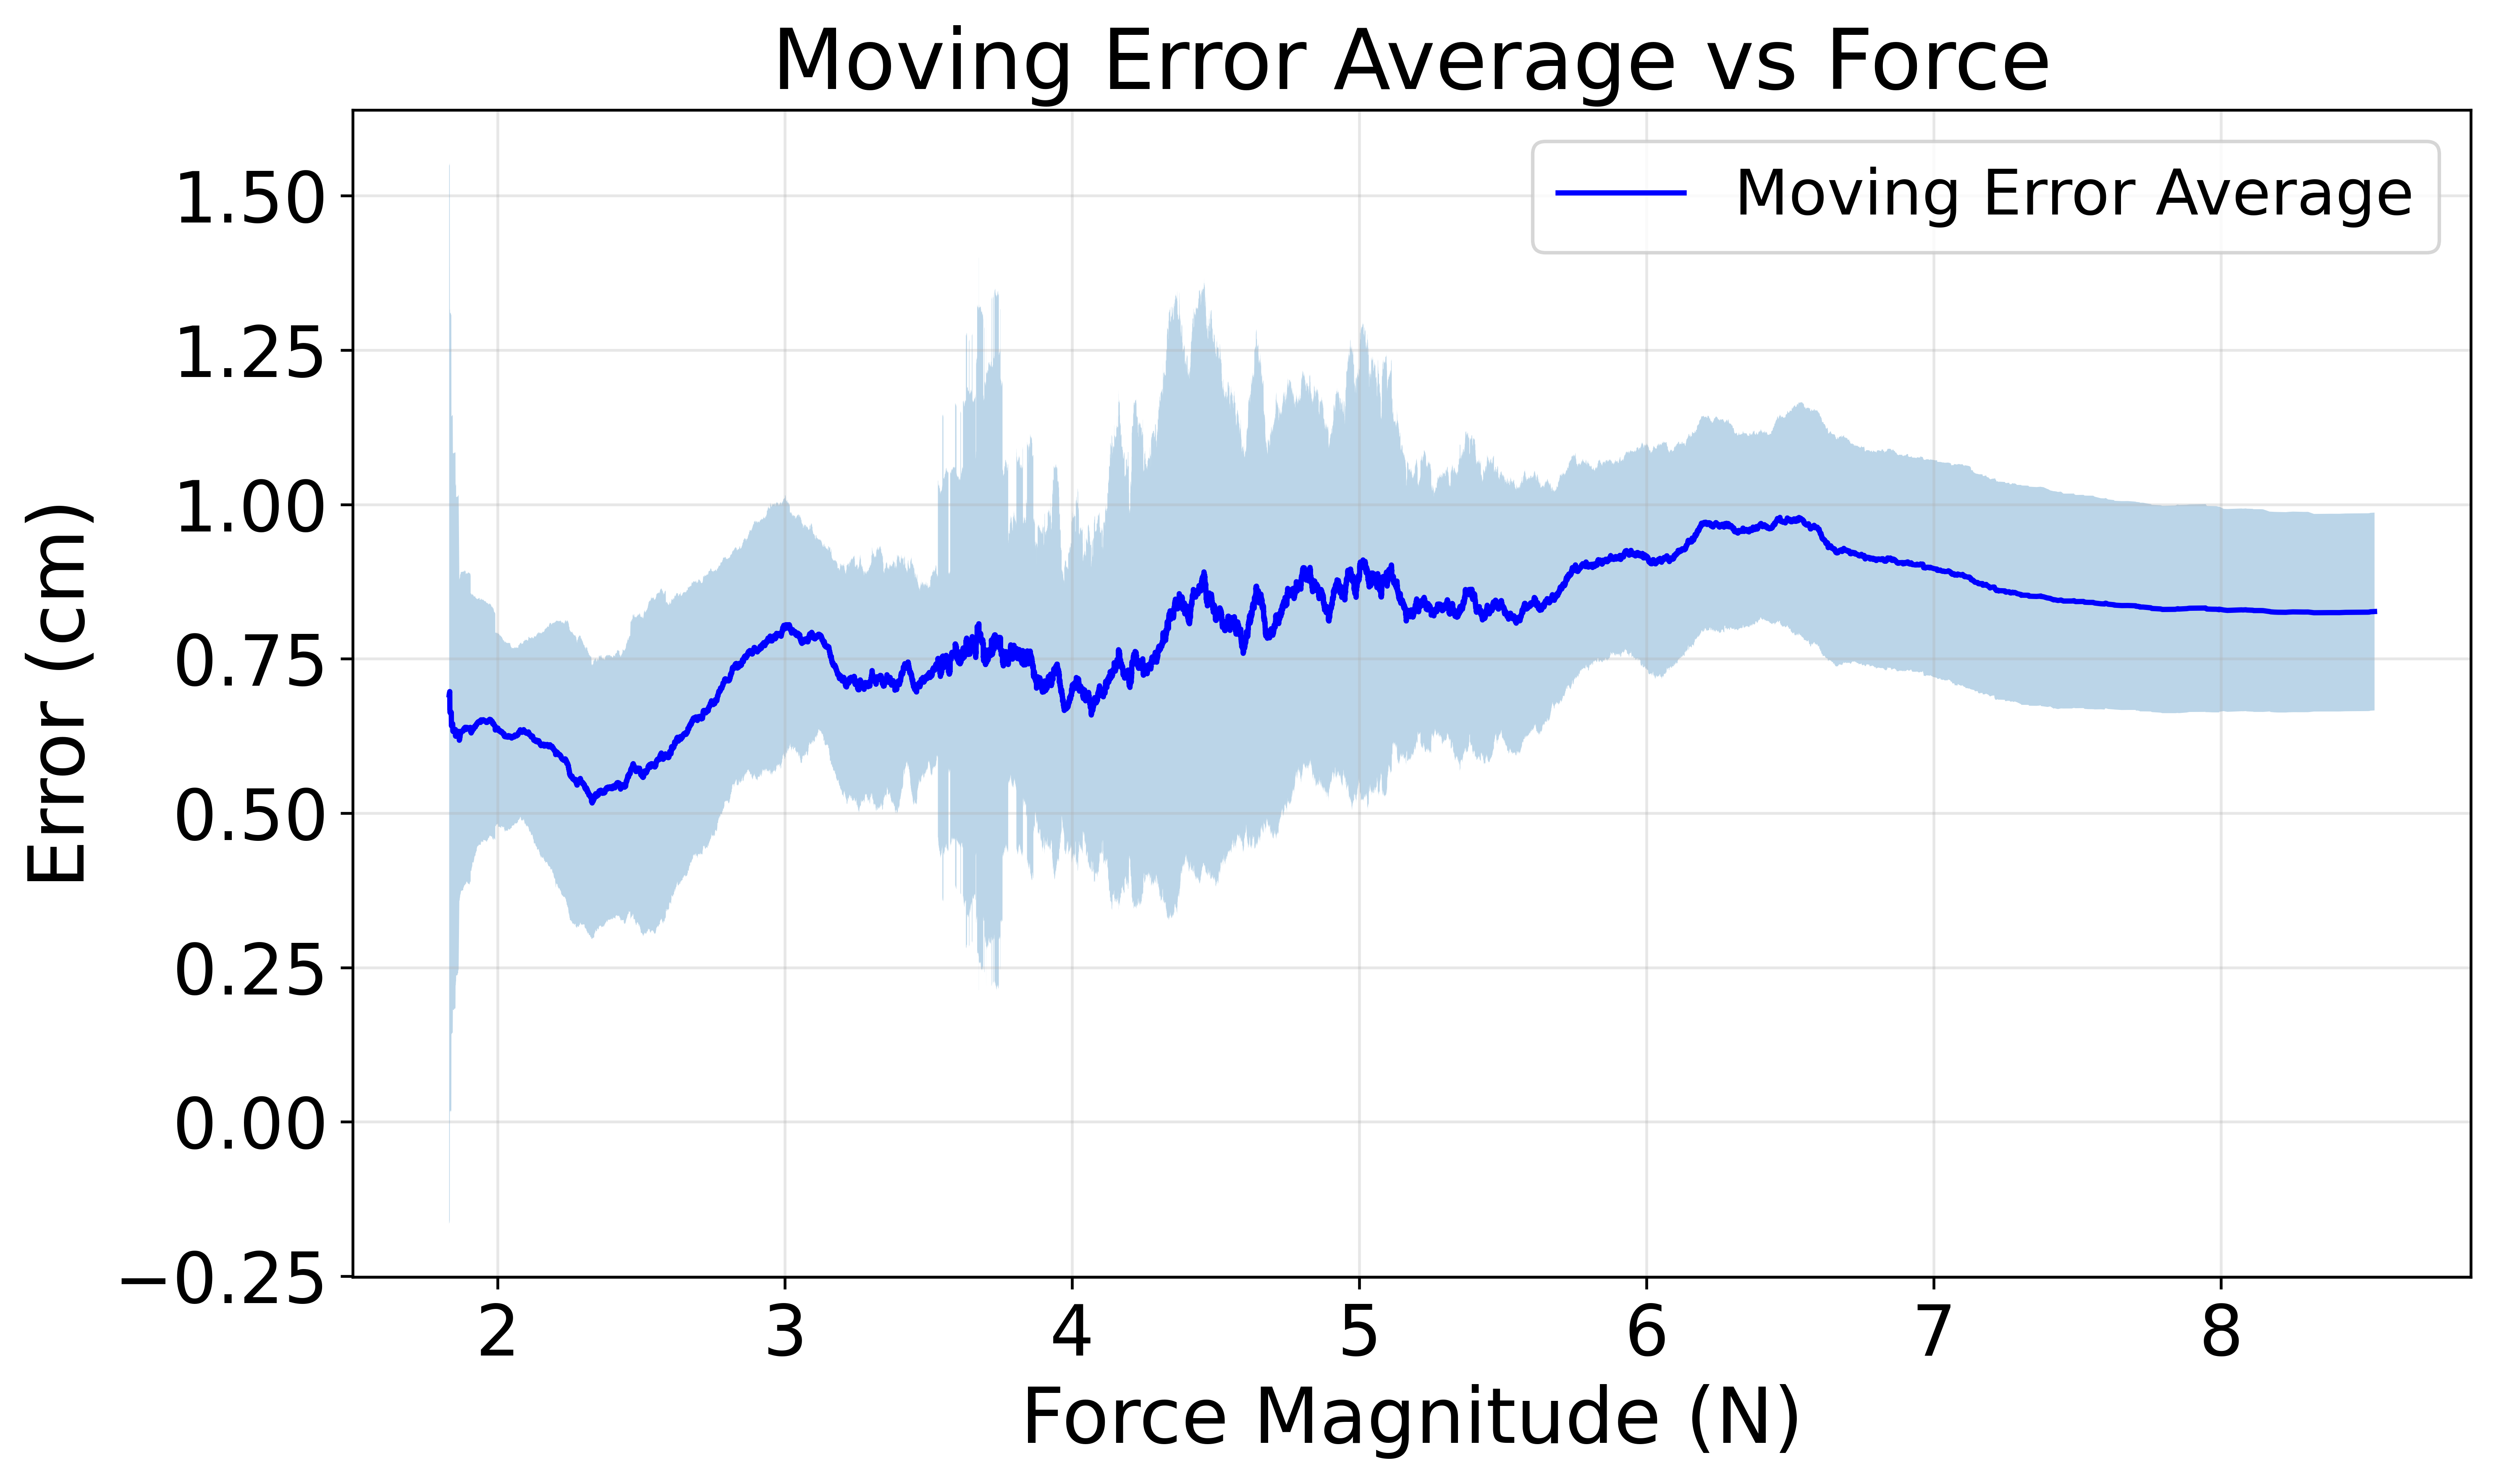 Moving Error Average vs Force
Moving Error Average
1.50
1.25
1.00
0.75
0.50
0.25
0.00
−0.25
Error (cm)
2 3 4 5 6 7 8
Force Magnitude (N)